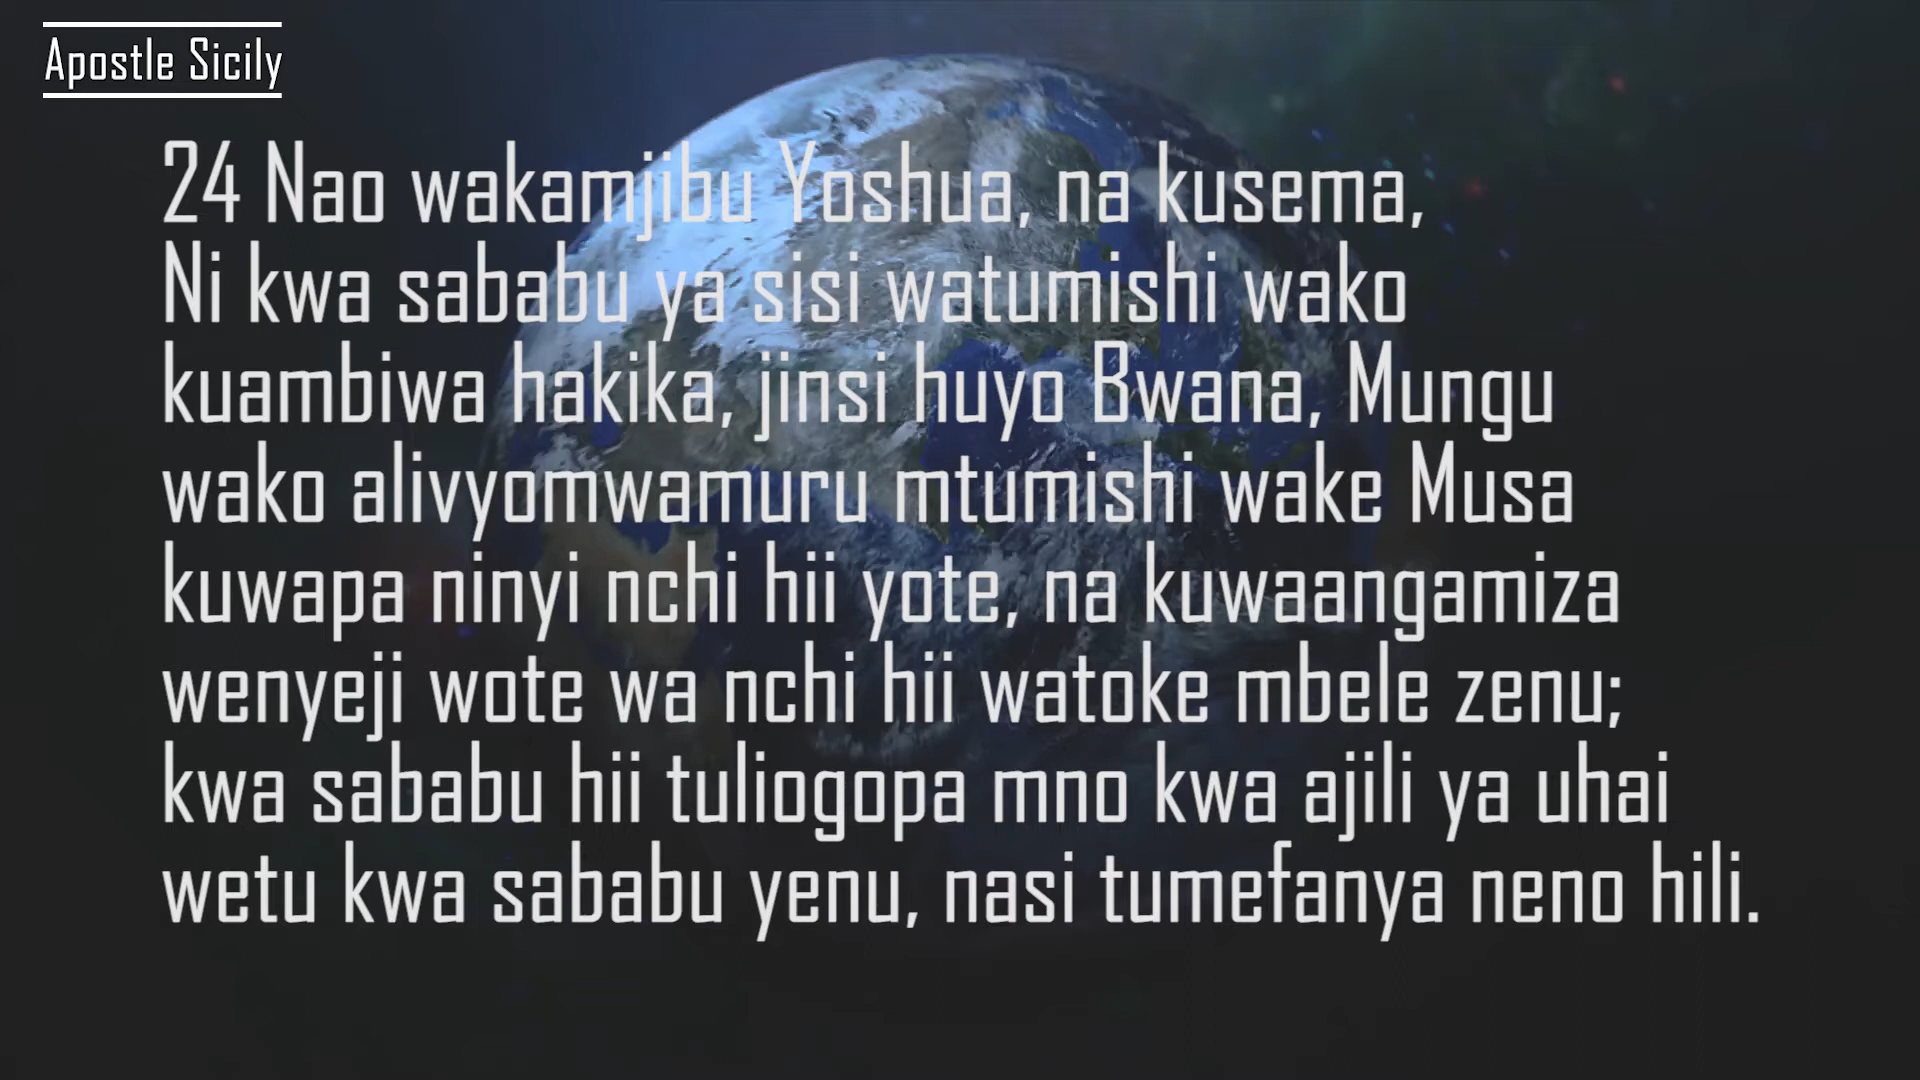 Apostle Sicily
24 Nao wakamjibu Yoshua, na kusema,
Ni kwa sababu ya sisi watumishi wako
kuambiwa hakika, jinsi huyo Bwana, Mungu
wako alivyomwamuru mtumishi wake Musa
kuwapa ninyi nchi hii yote, na kuwaangamiza
wenyeji wote wa nchi hii watoke mbele zenu;
kwa sababu hii tuliogopa mno kwa ajili ya uhai
wetu kwa sababu yenu, nasi tumefanya neno hili.